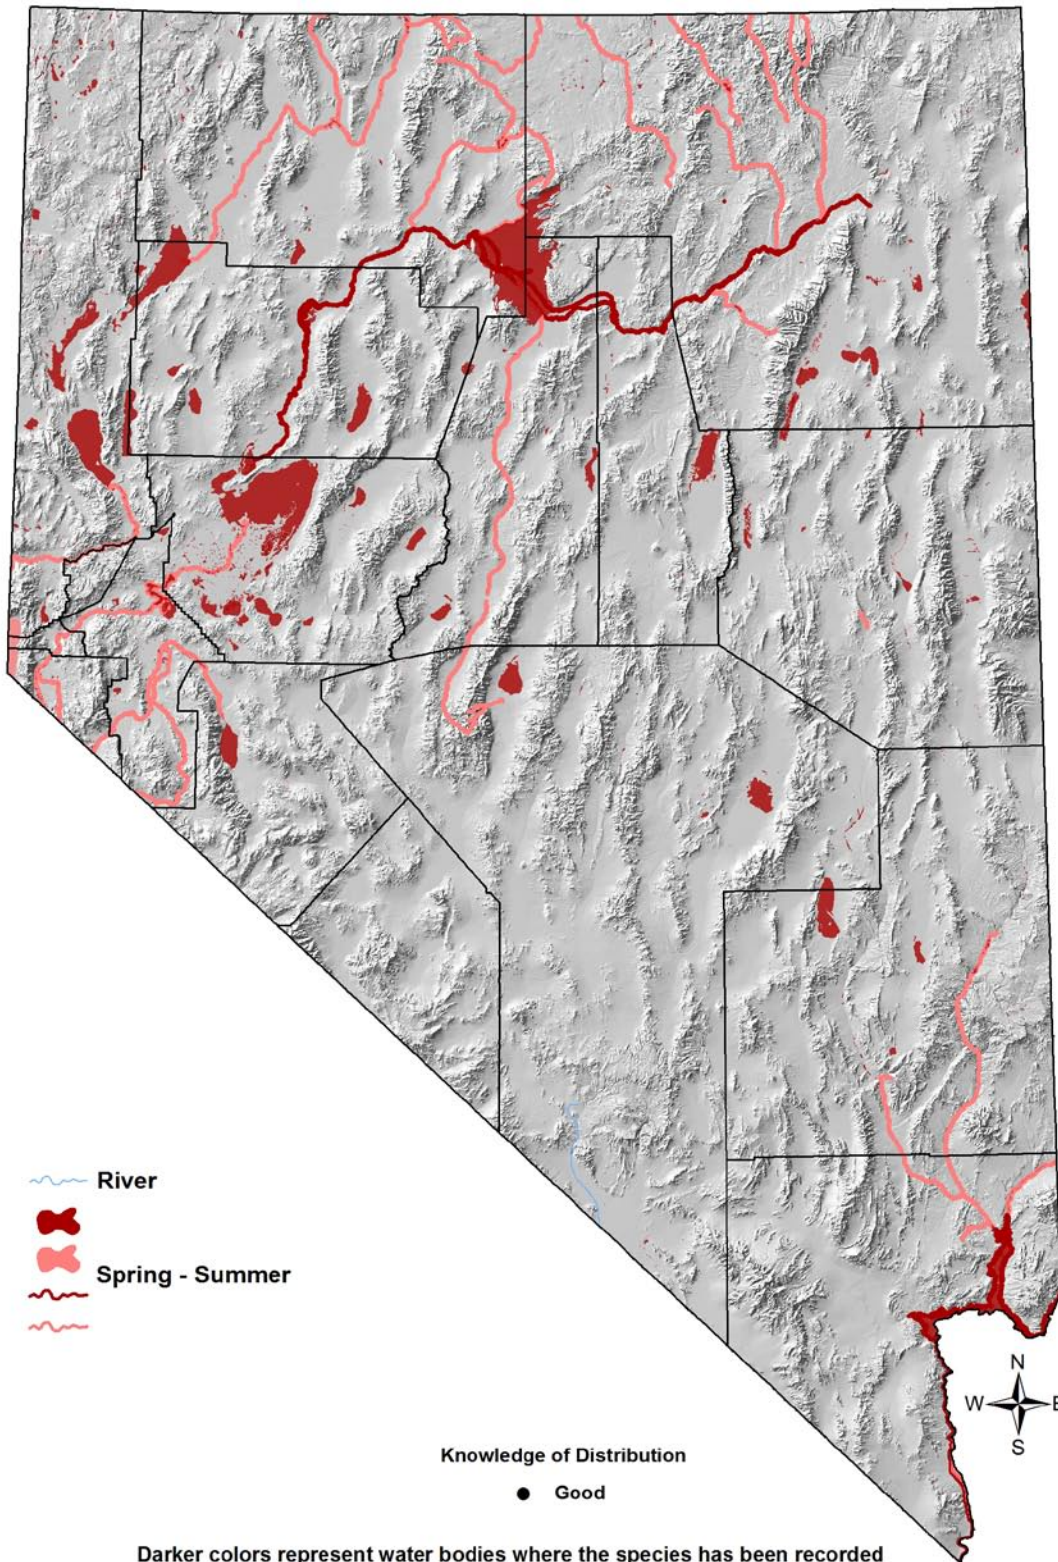 River
Spring - Summer
N
W E
S
Knowledge of Distribution
Good
Darker colors represent water bodies where the species has been recorded